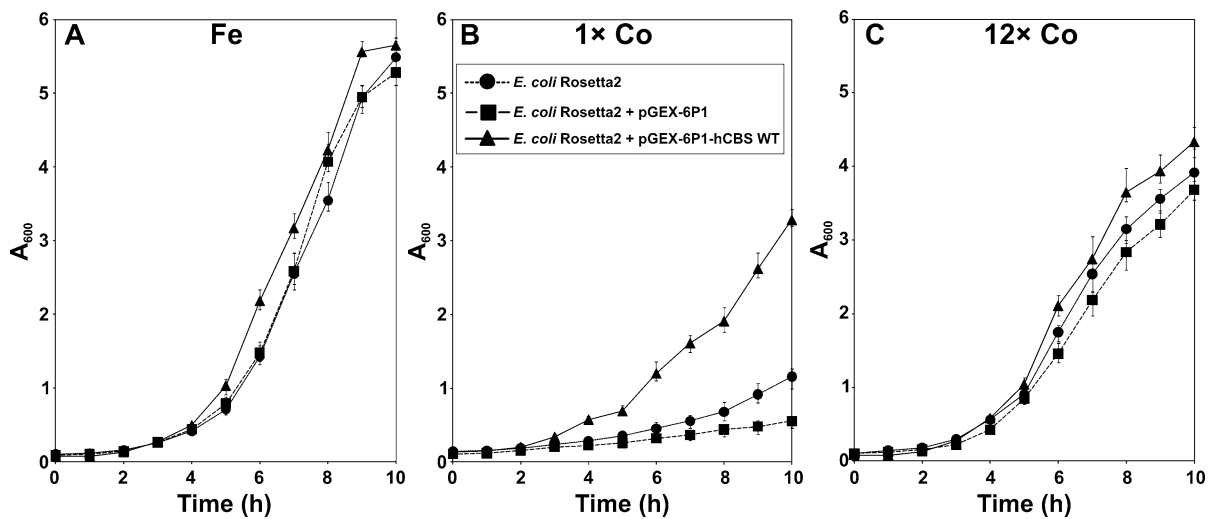 A Fe
6
5
4
3
2
1
0
A600
0 2 4 6 8 10
Time (h)
B 1× Co
E. coli Rosetta2
E. coli Rosetta2 + pGEX-6P1
E. coli Rosetta2 + pGEX-6P1-hCBS WT
6
5
4
3
2
1
0
A600
0 2 4 6 8 10
Time (h)
C 12× Co
6
5
4
3
2
1
0
A600
0 2 4 6 8 10
Time (h)